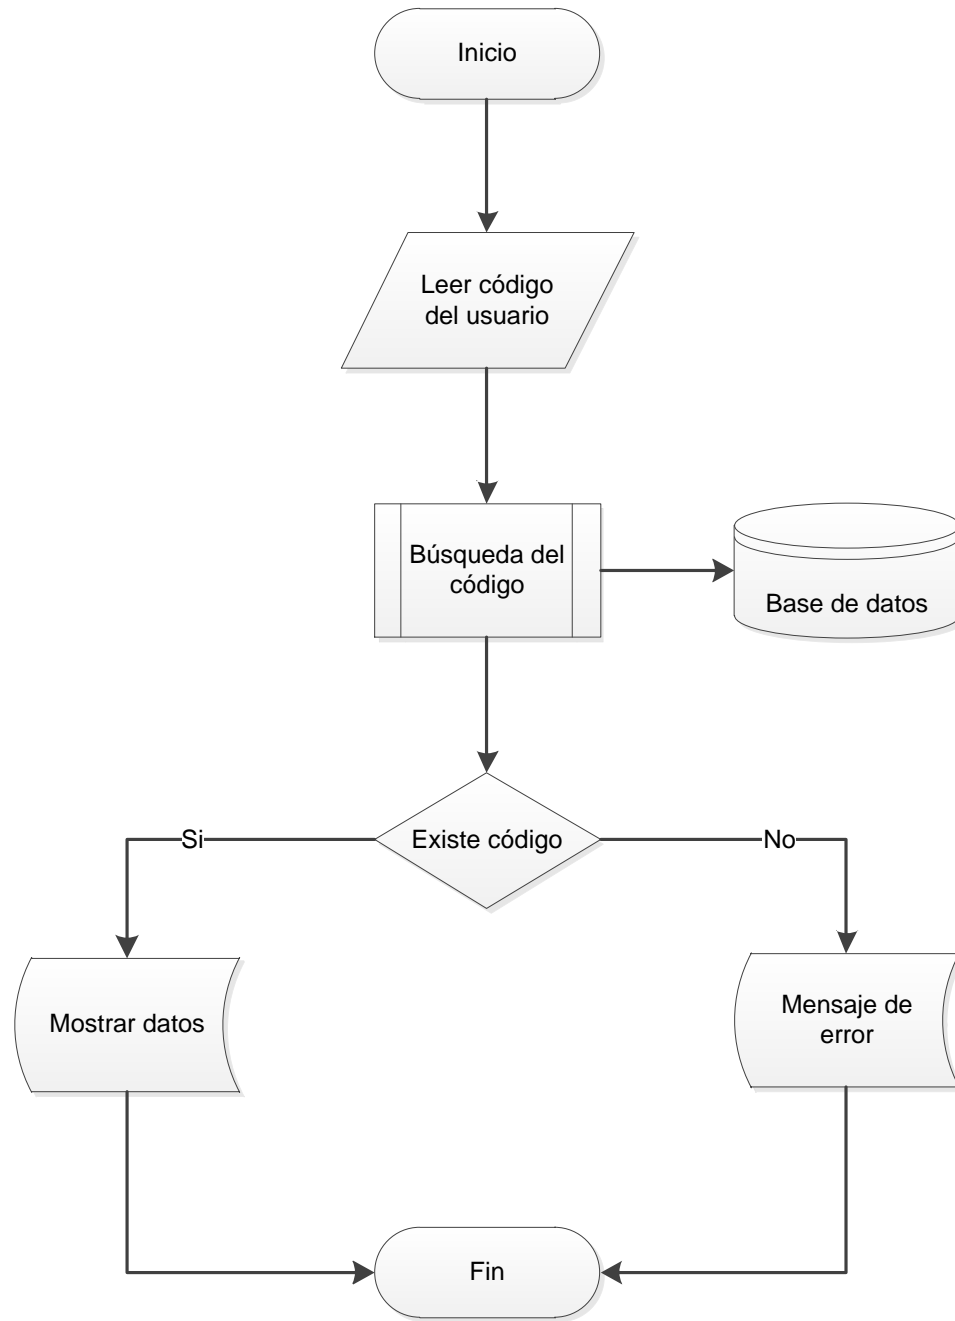 Inicio
Leer código
del usuario
Búsqueda del
código
Base de datos
Existe código
Si
No
Mostrar datos
Mensaje de
error
Fin